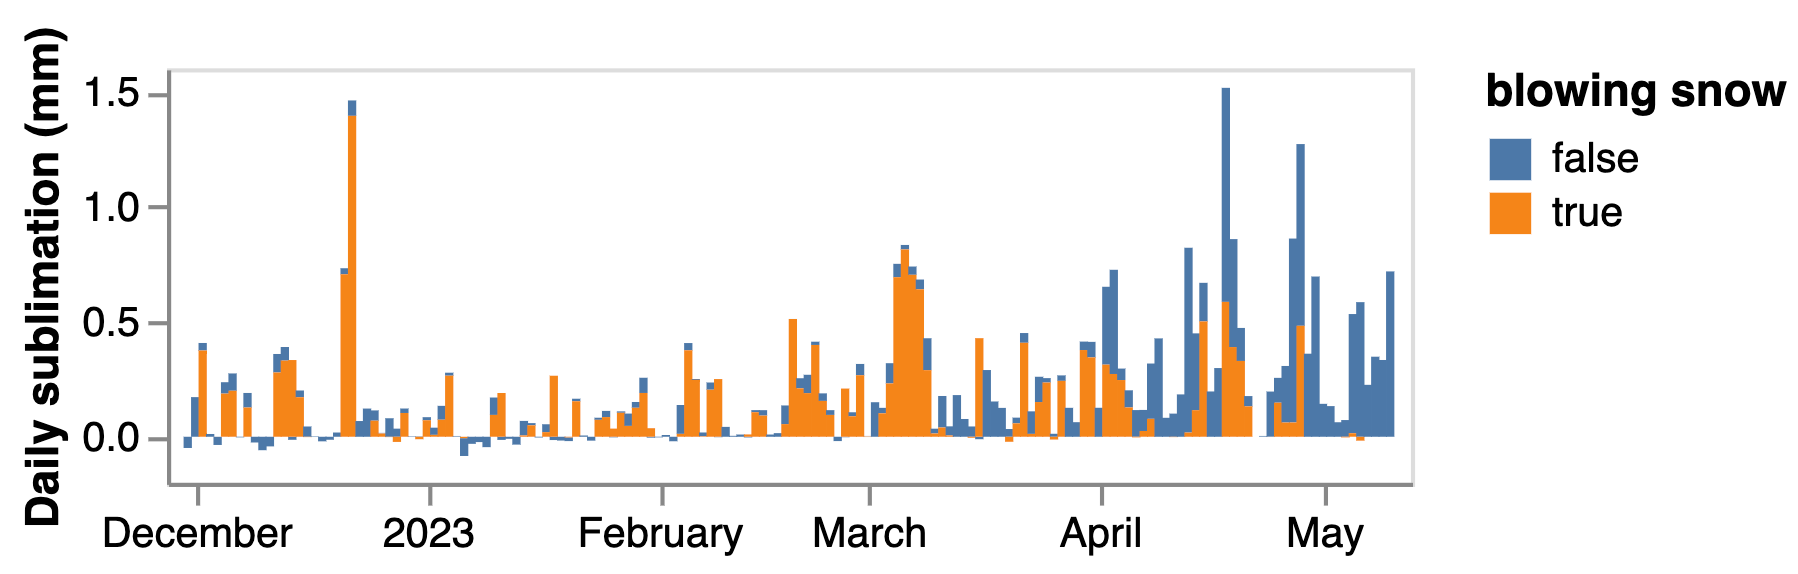 Daily sublimation (mm)
1.5
1.0
0.5
0.0
December
2023
February
March
April
May
blowing snow
false
true